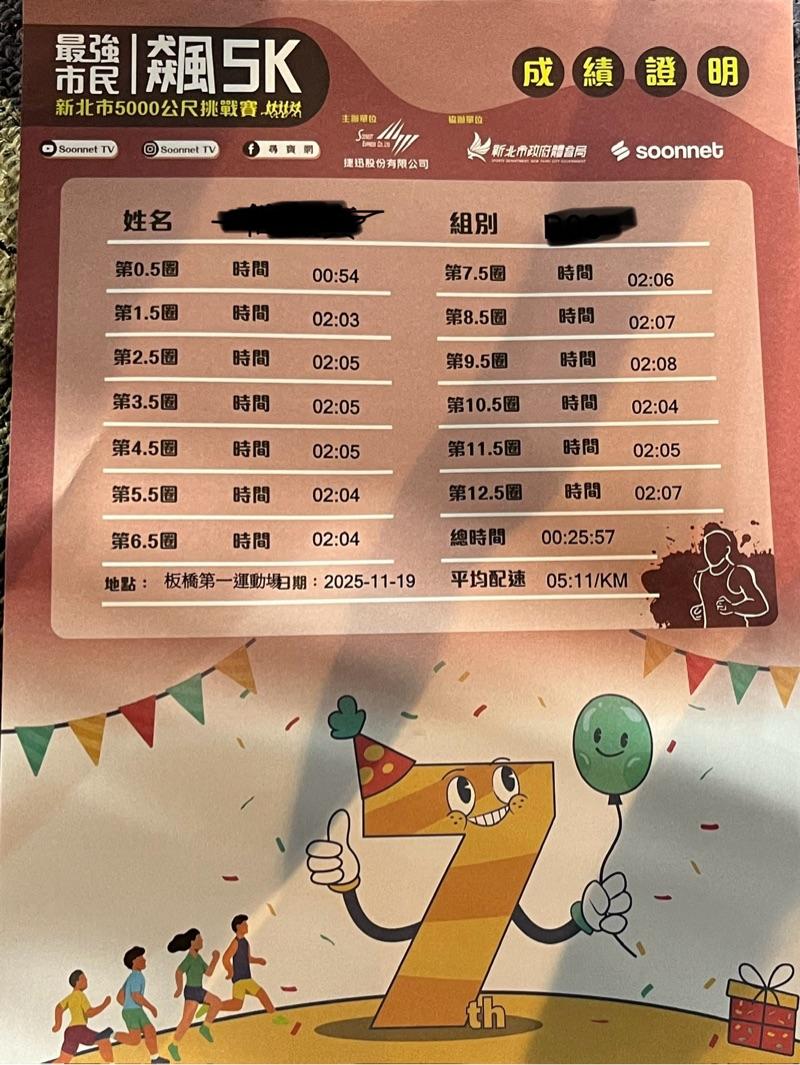 最強
市民
飆5K
新北市5000公尺挑戰賽
成績證明
主辦單位
SOONNET EXPRESS CO.,LTD
捷迅股份有限公司
協辦單位
新北市政府體育局
SPORTS DEPARTMENT, NEW TAIPEI CITY GOVERNMENT
soonnet
Soonnet TV
Soonnet TV
尋寶網
姓名
組別
第0.5圈 時間 00:54
第1.5圈 時間 02:03
第2.5圈 時間 02:05
第3.5圈 時間 02:05
第4.5圈 時間 02:05
第5.5圈 時間 02:04
第6.5圈 時間 02:04
第7.5圈 時間 02:06
第8.5圈 時間 02:07
第9.5圈 時間 02:08
第10.5圈 時間 02:04
第11.5圈 時間 02:05
第12.5圈 時間 02:07
總時間 00:25:57
地點： 板橋第一運動場 日期：2025-11-19
平均配速 05:11/KM
7th